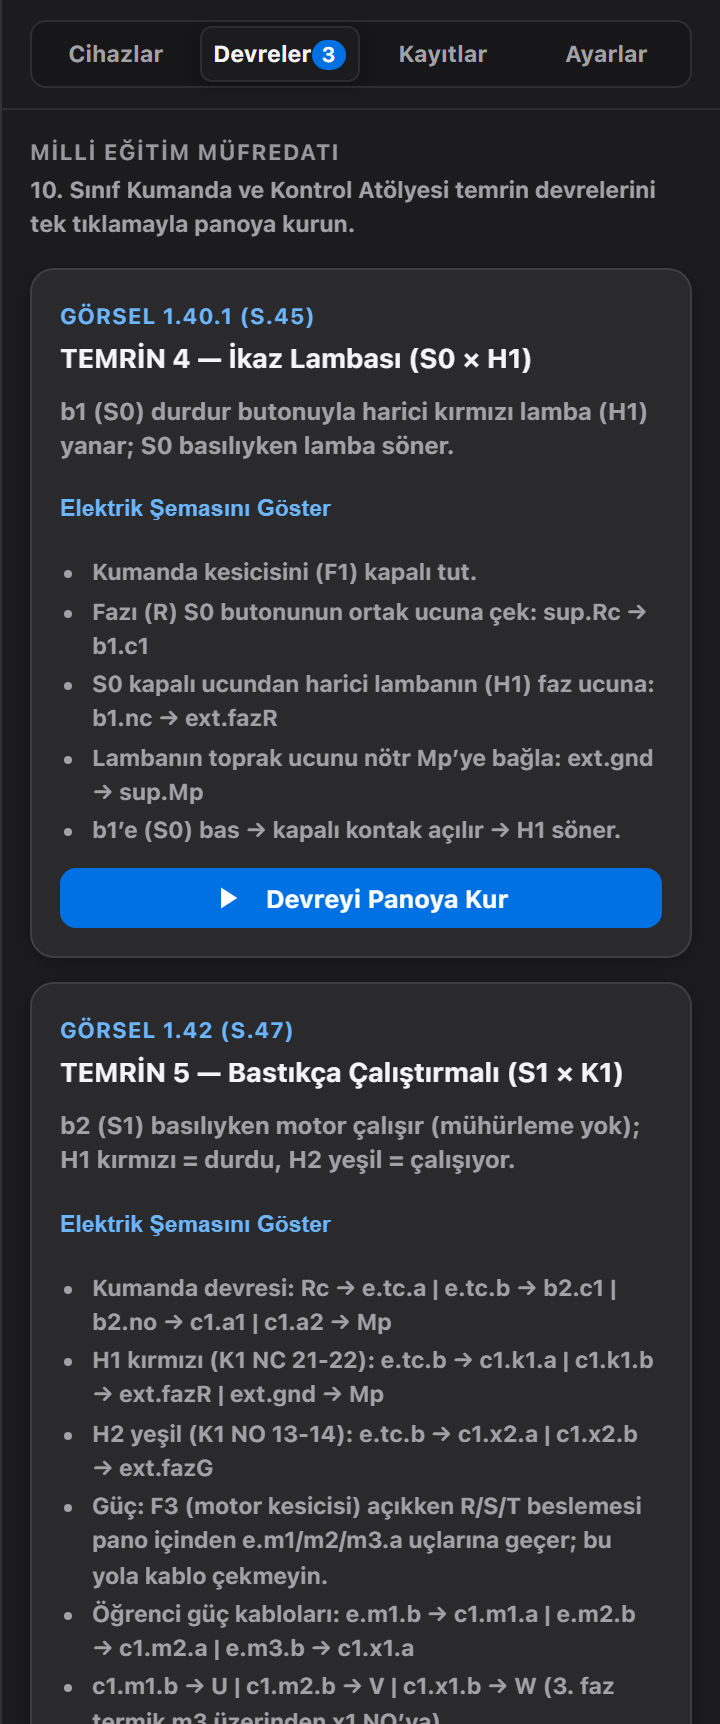 Cihazlar
Devreler 3
Kayıtlar
Ayarlar
MİLLİ EĞİTİM MÜFREDATI
10. Sınıf Kumanda ve Kontrol Atölyesi temrin devrelerini
tek tıklamayla panoya kurun.
GÖRSEL 1.40.1 (S.45)
TEMRİN 4 — İkaz Lambası (S0 × H1)
b1 (S0) durdur butonuyla harici kırmızı lamba (H1)
yanar; S0 basılıyken lamba söner.
Elektrik Şemasını Göster
• Kumanda kesicisini (F1) kapalı tut.
• Fazı (R) S0 butonunun ortak ucuna çek: sup.Rc →
b1.c1
• S0 kapalı ucundan harici lambanın (H1) faz ucuna:
b1.nc → ext.fazR
• Lambanın toprak ucunu nötr Mp’ye bağla: ext.gnd
→ sup.Mp
• b1’e (S0) bas → kapalı kontak açılır → H1 söner.
▶ Devreyi Panoya Kur
GÖRSEL 1.42 (S.47)
TEMRİN 5 — Bastıkça Çalıştırmalı (S1 × K1)
b2 (S1) basılıyken motor çalışır (mühürleme yok);
H1 kırmızı = durdu, H2 yeşil = çalışıyor.
Elektrik Şemasını Göster
• Kumanda devresi: Rc → e.tc.a | e.tc.b → b2.c1 |
b2.no → c1.a1 | c1.a2 → Mp
• H1 kırmızı (K1 NC 21-22): e.tc.b → c1.k1.a | c1.k1.b
→ ext.fazR | ext.gnd → Mp
• H2 yeşil (K1 NO 13-14): e.tc.b → c1.x2.a | c1.x2.b
→ ext.fazG
• Güç: F3 (motor kesicisi) açıkken R/S/T beslemesi
pano içinden e.m1/m2/m3.a uçlarına geçer; bu
yola kablo çekmeyin.
• Öğrenci güç kabloları: e.m1.b → c1.m1.a | e.m2.b
→ c1.m2.a | e.m3.b → c1.x1.a
• c1.m1.b → U | c1.m2.b → V | c1.x1.b → W (3. faz
termik m3 üzerinden x1 NO’ya)